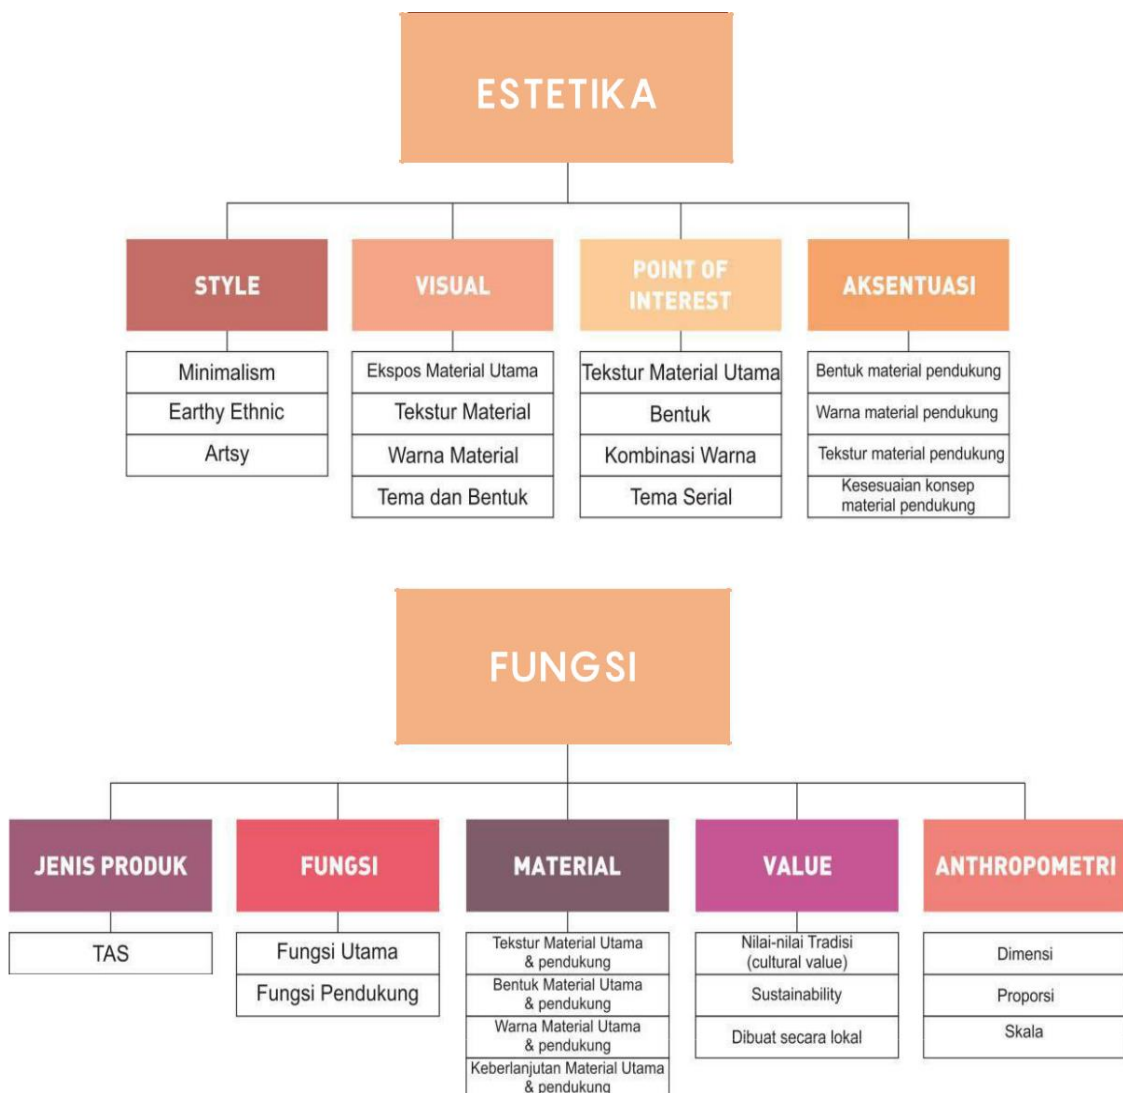 ESTETIKA
STYLE
Minimalism
Earthy Ethnic
Artsy
VISUAL
Ekspos Material Utama
Tekstur Material
Warna Material
Tema dan Bentuk
POINT OF
INTEREST
Tekstur Material Utama
Bentuk
Kombinasi Warna
Tema Serial
AKSENTUASI
Bentuk material pendukung
Warna material pendukung
Tekstur material pendukung
Kesesuaian konsep
material pendukung
FUNGSI
JENIS PRODUK
TAS
FUNGSI
Fungsi Utama
Fungsi Pendukung
MATERIAL
Tekstur Material Utama
& pendukung
Bentuk Material Utama
& pendukung
Warna Material Utama
& pendukung
Keberlanjutan Material Utama
& pendukung
VALUE
Nilai-nilai Tradisi
(cultural value)
Sustainability
Dibuat secara lokal
ANTHROPOMETRI
Dimensi
Proporsi
Skala